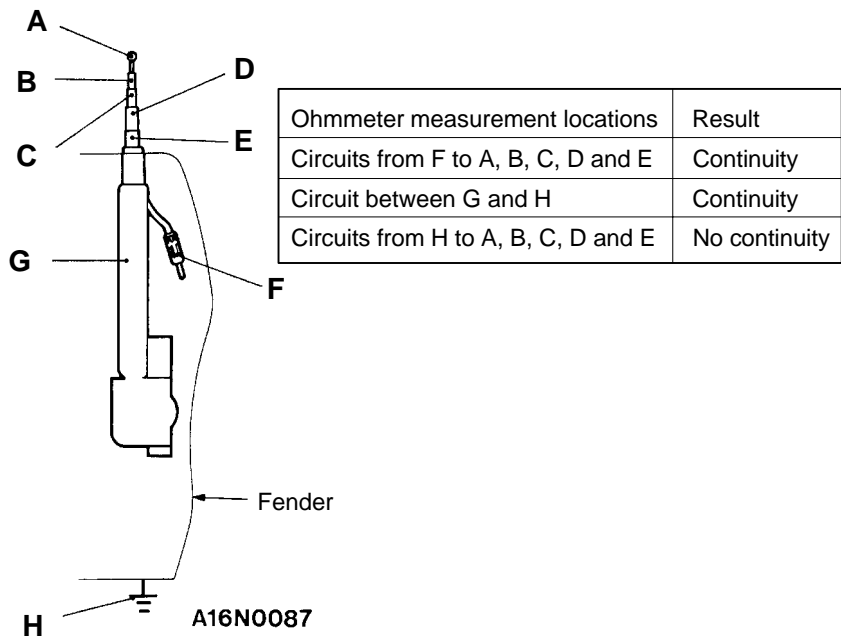 A
B
D
C
E
Ohmmeter measurement locations Result
Circuits from F to A, B, C, D and E Continuity
Circuit between G and H Continuity
Circuits from H to A, B, C, D and E No continuity
G
F
Fender
H
A16N0087